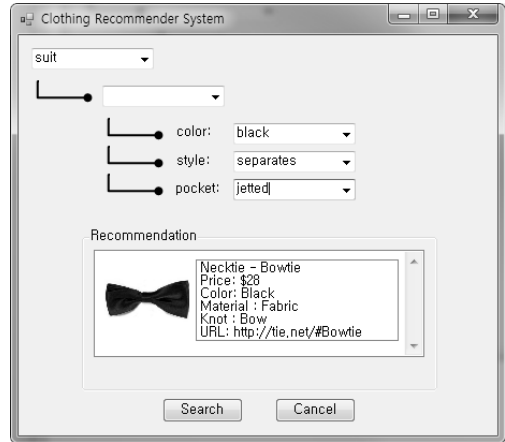 Clothing Recommender System
suit
color: black
style: separates
pocket: jetted
Recommendation
Necktie - Bowtie
Price: $28
Color: Black
Material : Fabric
Knot : Bow
URL: http://tie.net/#Bowtie
Search Cancel